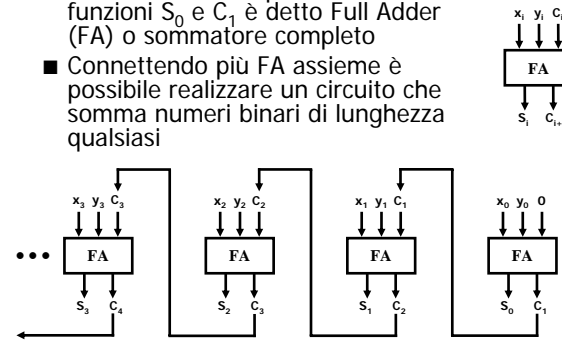 funzioni S₀ e C₁ è detto Full Adder
(FA) o sommatore completo
■ Connettendo più FA assieme è
possibile realizzare un circuito che
somma numeri binari di lunghezza
qualsiasi
xᵢ yᵢ Cᵢ
FA
Sᵢ Cᵢ₊
x₃ y₃ C₃ x₂ y₂ C₂ x₁ y₁ C₁ x₀ y₀ 0
••• FA FA FA FA
S₃ C₄ S₂ C₃ S₁ C₂ S₀ C₁